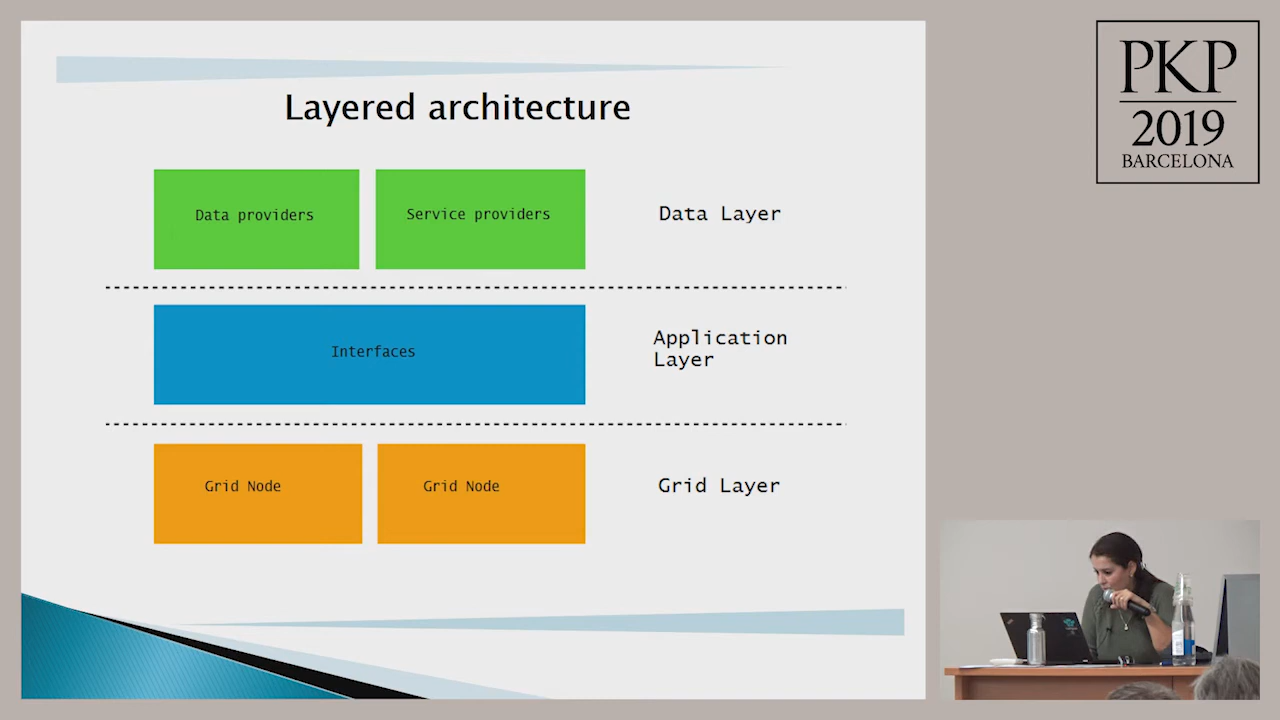 Layered architecture
Data providers
Service providers
Data Layer
Interfaces
Application
Layer
Grid Node
Grid Node
Grid Layer
PKP
2019
BARCELONA